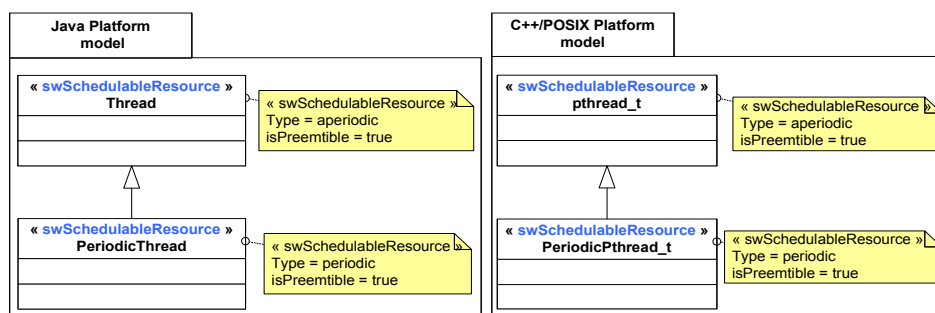 Java Platform
model
« swSchedulableResource »
Thread
« swSchedulableResource »
Type = aperiodic
isPreemtible = true
« swSchedulableResource »
PeriodicThread
« swSchedulableResource »
Type = periodic
isPreemtible = true
C++/POSIX Platform
model
« swSchedulableResource »
pthread_t
« swSchedulableResource »
Type = aperiodic
isPreemtible = true
« swSchedulableResource »
PeriodicPthread_t
« swSchedulableResource »
Type = periodic
isPreemtible = true